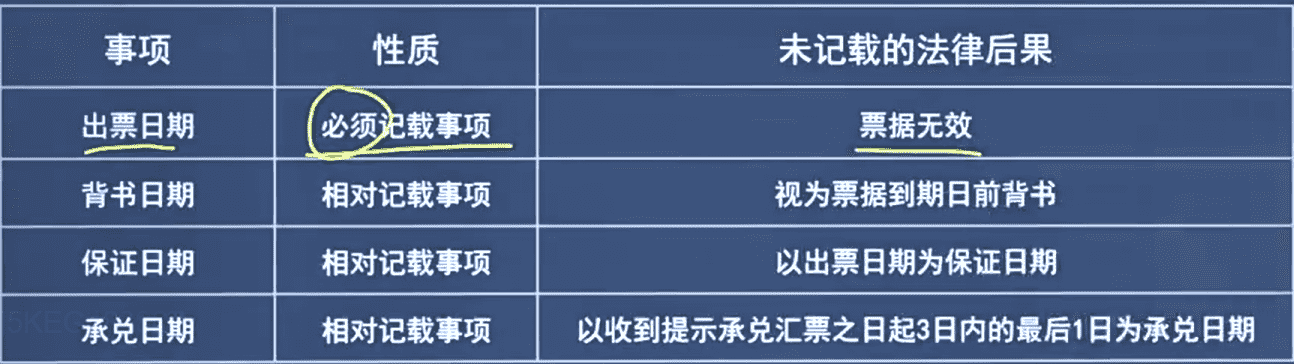 事项 性质 未记载的法律后果
出票日期 必须记载事项 票据无效
背书日期 相对记载事项 视为票据到期日前背书
保证日期 相对记载事项 以出票日期为保证日期
承兑日期 相对记载事项 以收到提示承兑汇票之日起3日内的最后1日为承兑日期